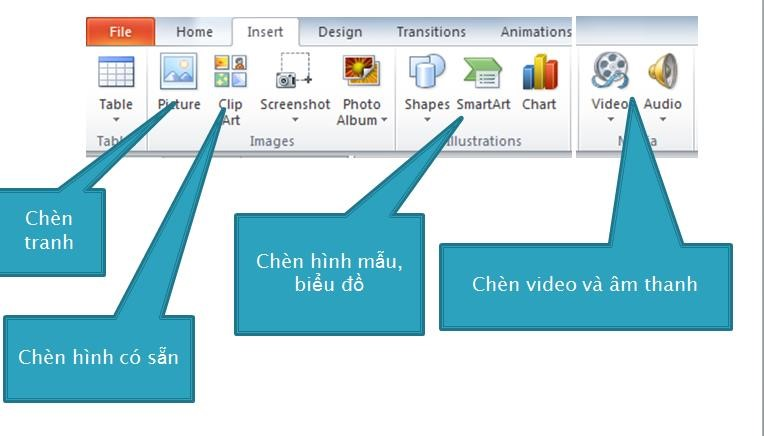 File Home Insert Design Transitions Animations
Table Picture Clip Art Screenshot Photo Album Shapes SmartArt Chart Video Audio
Images Illustrations
Chèn tranh
Chèn hình mẫu,
biểu đồ
Chèn video và âm thanh
Chèn hình có sẵn